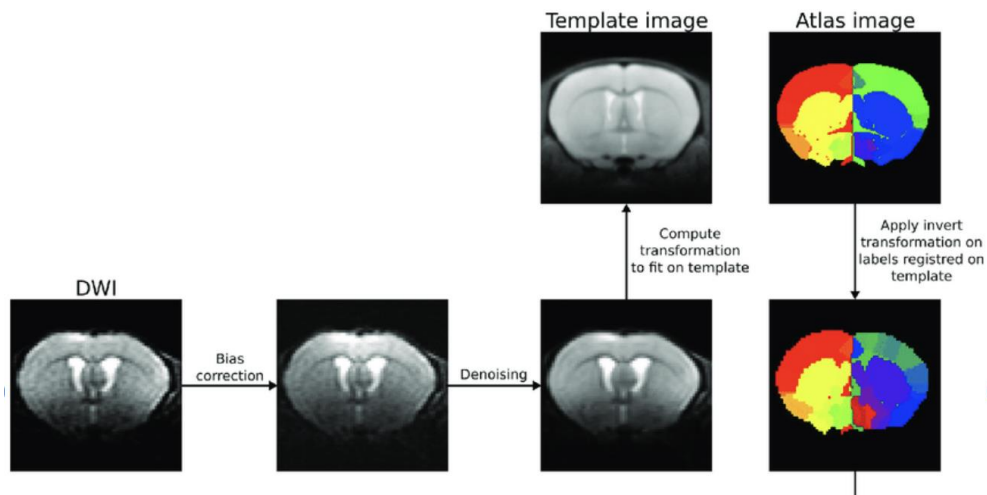 Template image
Atlas image
Compute
transformation
to fit on template
Apply invert
transformation on
labels registred on
template
DWI
Bias
correction
Denoising